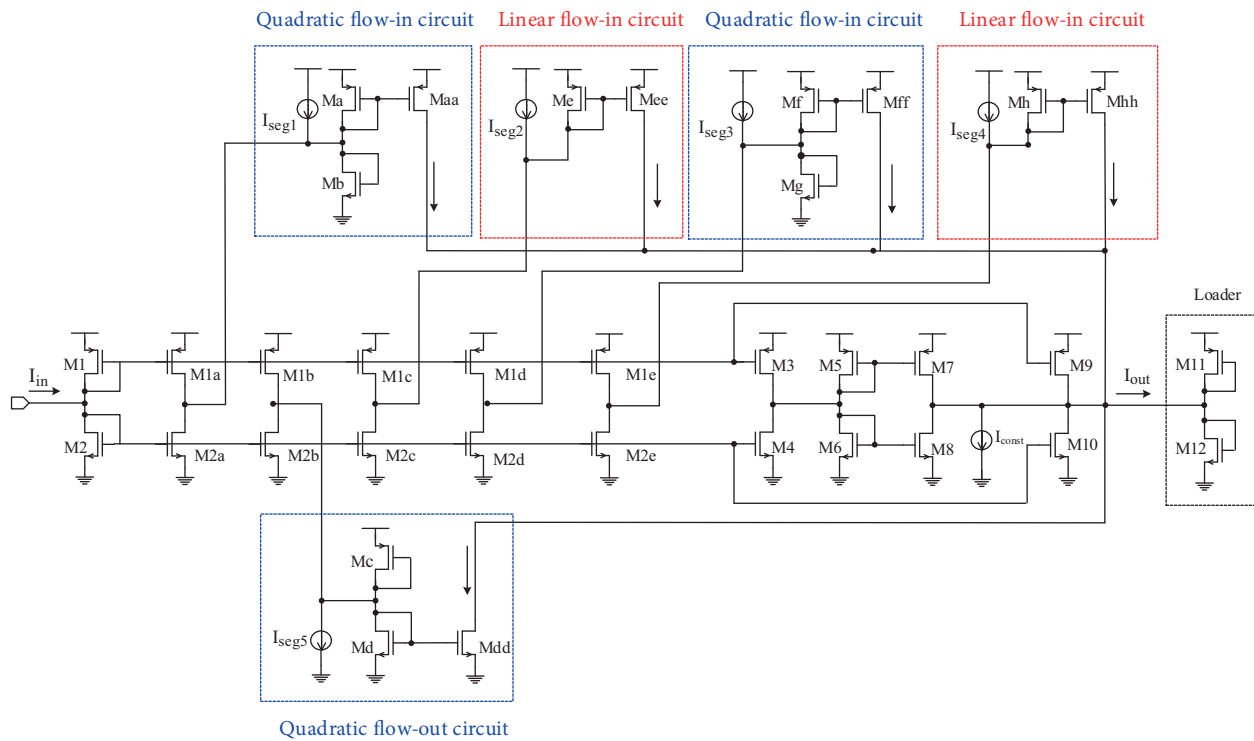 Quadratic flow-in circuit
Linear flow-in circuit
Quadratic flow-in circuit
Linear flow-in circuit
Ma
Maa
Iseg1
Mb
Me
Mee
Iseg2
Mf
Mff
Iseg3
Mg
Mh
Mhh
Iseg4
Loader
M1
M1a
M1b
M1c
M1d
M1e
M3
M5
M7
M9
M11
Iin
Iout
M2
M2a
M2b
M2c
M2d
M2e
M4
M6
M8
Iconst
M10
M12
Mc
Iseg5
Md
Mdd
Quadratic flow-out circuit